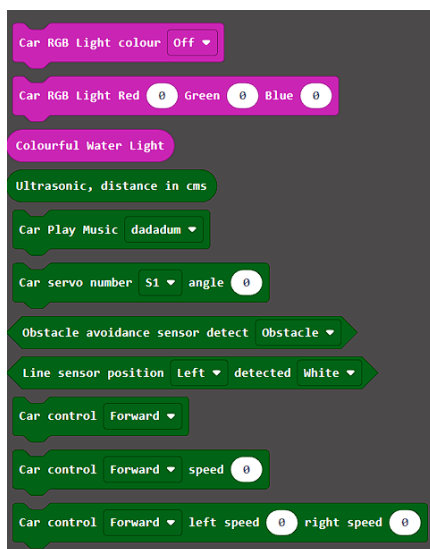 Car RGB Light colour Off
Car RGB Light Red 0 Green 0 Blue 0
Colourful Water Light
Ultrasonic, distance in cms
Car Play Music dadadum
Car servo number S1 angle 0
Obstacle avoidance sensor detect Obstacle
Line sensor position Left detected White
Car control Forward
Car control Forward speed 0
Car control Forward left speed 0 right speed 0